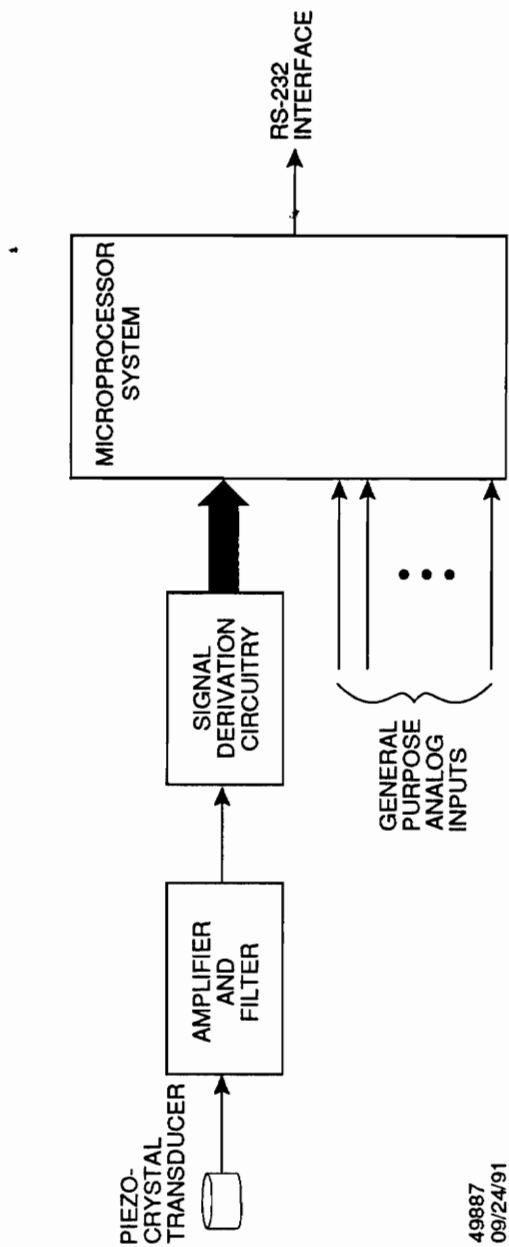 PIEZO-
CRYSTAL
TRANSDUCER
AMPLIFIER
AND
FILTER
SIGNAL
DERIVATION
CIRCUITRY
MICROPROCESSOR
SYSTEM
RS-232
INTERFACE
GENERAL
PURPOSE
ANALOG
INPUTS
49887
09/24/91